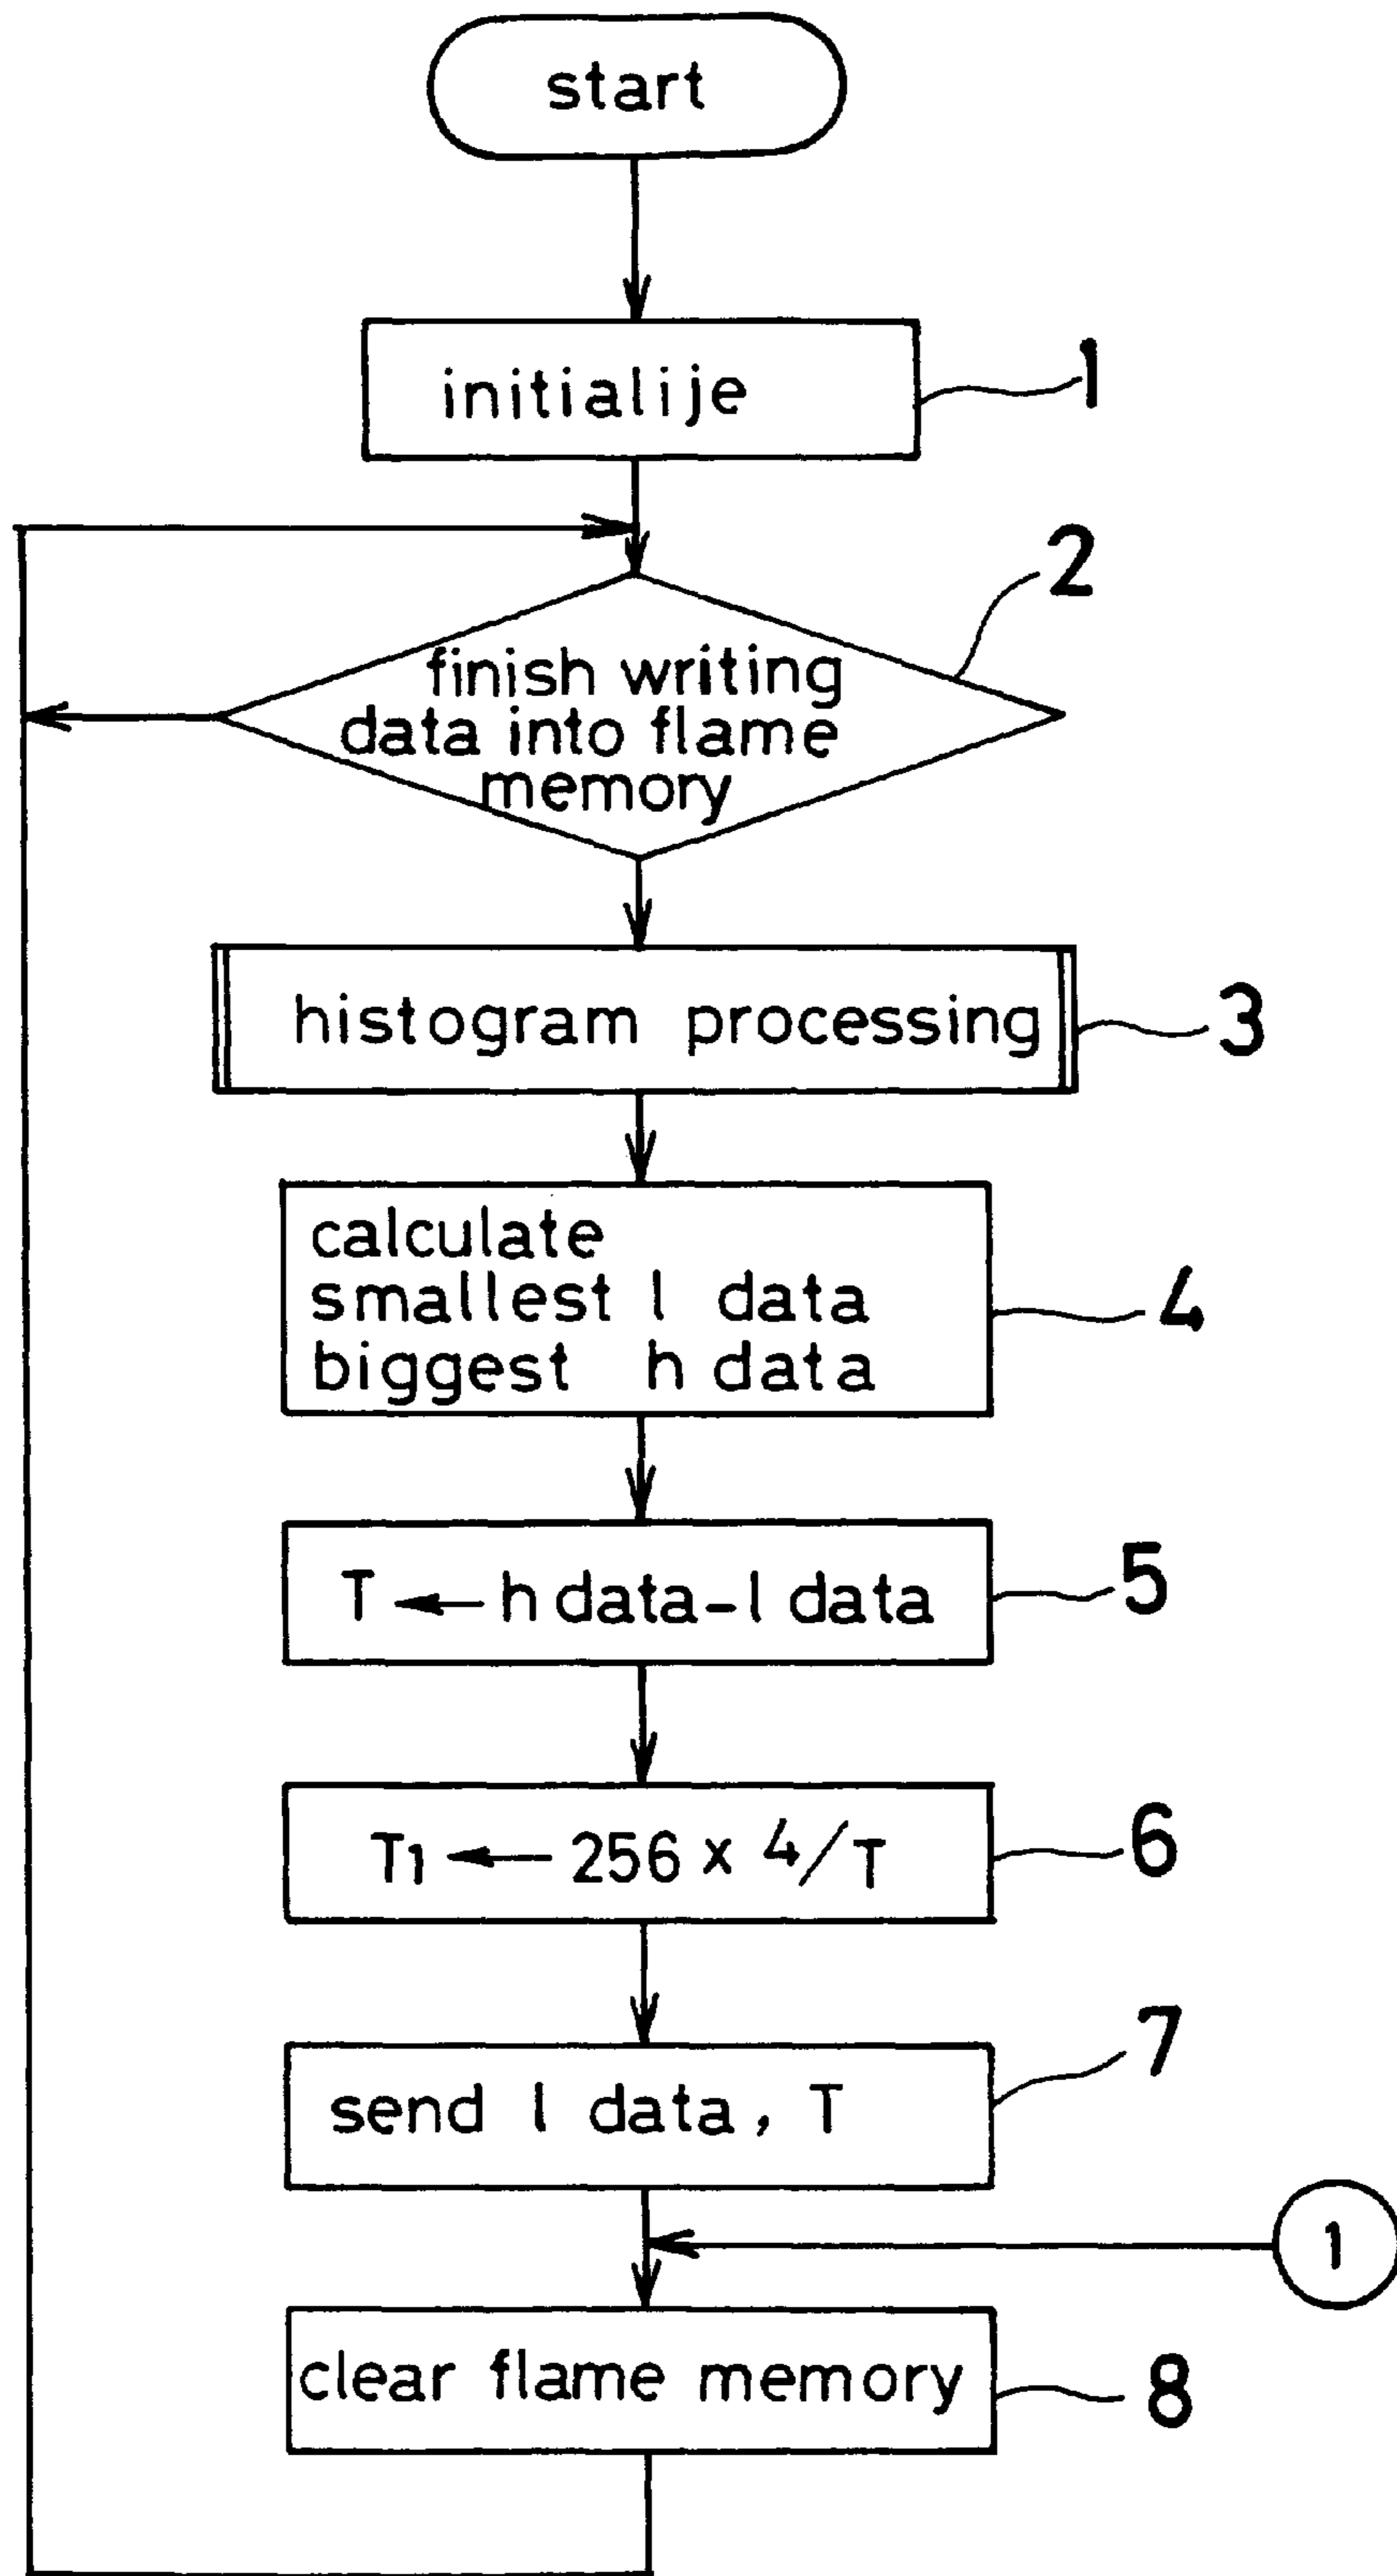 start
initialije
1
2
finish writing
data into flame
memory
histogram processing
3
calculate
smallest l data
biggest h data
4
T ← h data - l data
5
T1 ← 256 × 4/T
6
send l data, T
7
1
clear flame memory
8